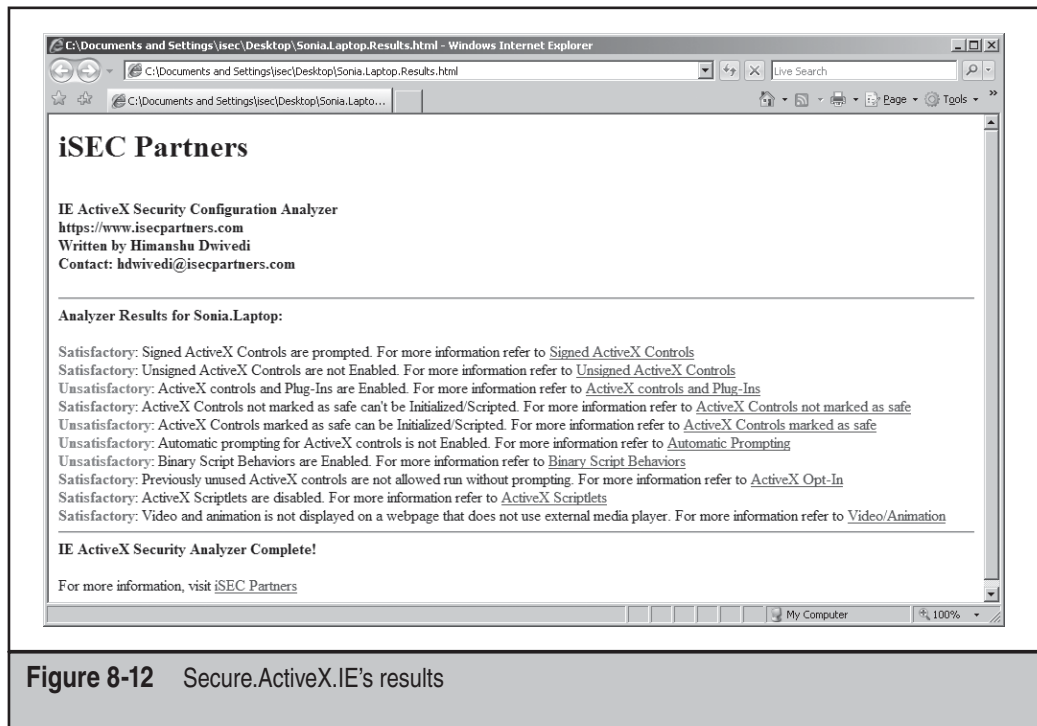 C:\Documents and Settings\isec\Desktop\Sonia.Laptop.Results.html - Windows Internet Explorer
C:\Documents and Settings\isec\Desktop\Sonia.Laptop.Results.html
Live Search
C:\Documents and Settings\isec\Desktop\Sonia.Lapto...
Page
Tools
iSEC Partners
IE ActiveX Security Configuration Analyzer
https://www.isecpartners.com
Written by Himanshu Dwivedi
Contact: hdwivedi@isecpartners.com
Analyzer Results for Sonia.Laptop:
Satisfactory: Signed ActiveX Controls are prompted. For more information refer to Signed ActiveX Controls
Satisfactory: Unsigned ActiveX Controls are not Enabled. For more information refer to Unsigned ActiveX Controls
Unsatisfactory: ActiveX controls and Plug-Ins are Enabled. For more information refer to ActiveX controls and Plug-Ins
Satisfactory: ActiveX Controls not marked as safe can't be Initialized/Scripted. For more information refer to ActiveX Controls not marked as safe
Unsatisfactory: ActiveX Controls marked as safe can be Initialized/Scripted. For more information refer to ActiveX Controls marked as safe
Unsatisfactory: Automatic prompting for ActiveX controls is not Enabled. For more information refer to Automatic Prompting
Unsatisfactory: Binary Script Behaviors are Enabled. For more information refer to Binary Script Behaviors
Satisfactory: Previously unused ActiveX controls are not allowed run without prompting. For more information refer to ActiveX Opt-In
Satisfactory: ActiveX Scriptlets are disabled. For more information refer to ActiveX Scriptlets
Satisfactory: Video and animation is not displayed on a webpage that does not use external media player. For more information refer to Video/Animation
IE ActiveX Security Analyzer Complete!
For more information, visit iSEC Partners
My Computer
100%
Figure 8-12 Secure.ActiveX.IE's results